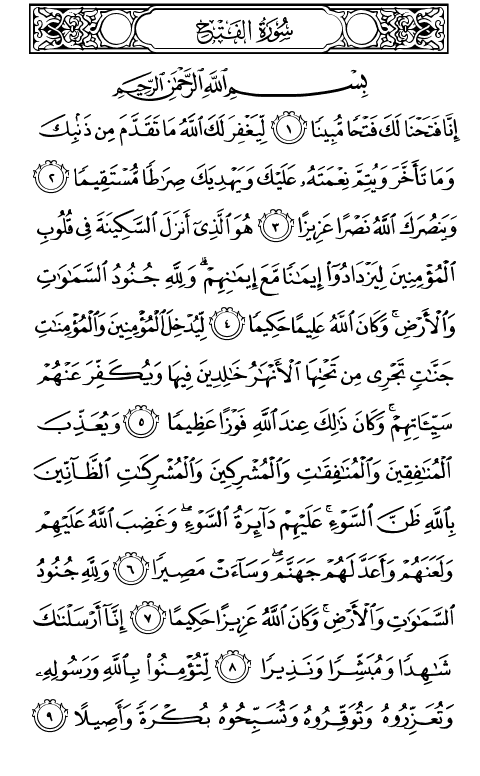 سُورَةُ الفَتْحِ
بِسْمِ اللَّهِ الرَّحْمَٰنِ الرَّحِيمِ
إِنَّا فَتَحْنَا لَكَ فَتْحًا مُّبِينًا ١ لِّيَغْفِرَ لَكَ اللَّهُ مَا تَقَدَّمَ مِن ذَنۢبِكَ
وَمَا تَأَخَّرَ وَيُتِمَّ نِعْمَتَهُۥ عَلَيْكَ وَيَهْدِيَكَ صِرَٰطًا مُّسْتَقِيمًا ٢
وَيَنصُرَكَ اللَّهُ نَصْرًا عَزِيزًا ٣ هُوَ الَّذِىٓ أَنزَلَ السَّكِينَةَ فِى قُلُوبِ
الْمُؤْمِنِينَ لِيَزْدَادُوٓا۟ إِيمَٰنًا مَّعَ إِيمَٰنِهِمْ ۗ وَلِلَّهِ جُنُودُ السَّمَٰوَٰتِ
وَالْأَرْضِ ۚ وَكَانَ اللَّهُ عَلِيمًا حَكِيمًا ٤ لِّيُدْخِلَ الْمُؤْمِنِينَ وَالْمُؤْمِنَٰتِ
جَنَّٰتٍ تَجْرِى مِن تَحْتِهَا الْأَنْهَٰرُ خَٰلِدِينَ فِيهَا وَيُكَفِّرَ عَنْهُمْ
سَيِّـَٔاتِهِمْ ۚ وَكَانَ ذَٰلِكَ عِندَ اللَّهِ فَوْزًا عَظِيمًا ٥ وَيُعَذِّبَ
الْمُنَٰفِقِينَ وَالْمُنَٰفِقَٰتِ وَالْمُشْرِكِينَ وَالْمُشْرِكَٰتِ الظَّآنِّينَ
بِاللَّهِ ظَنَّ السَّوْءِ ۚ عَلَيْهِمْ دَآئِرَةُ السَّوْءِ ۖ وَغَضِبَ اللَّهُ عَلَيْهِمْ
وَلَعَنَهُمْ وَأَعَدَّ لَهُمْ جَهَنَّمَ ۖ وَسَآءَتْ مَصِيرًا ٦ وَلِلَّهِ جُنُودُ
السَّمَٰوَٰتِ وَالْأَرْضِ ۚ وَكَانَ اللَّهُ عَزِيزًا حَكِيمًا ٧ إِنَّآ أَرْسَلْنَٰكَ
شَٰهِدًا وَمُبَشِّرًا وَنَذِيرًا ٨ لِّتُؤْمِنُوا۟ بِاللَّهِ وَرَسُولِهِۦ
وَتُعَزِّرُوهُ وَتُوَقِّرُوهُ وَتُسَبِّحُوهُ بُكْرَةً وَأَصِيلًا ٩